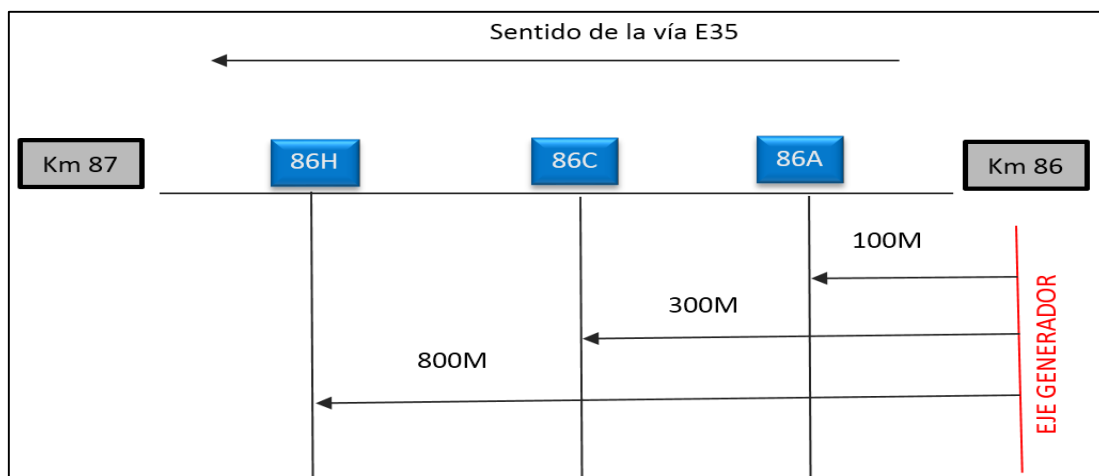 Sentido de la vía E35
Km 87
86H
86C
86A
Km 86
100M
300M
800M
EJE GENERADOR